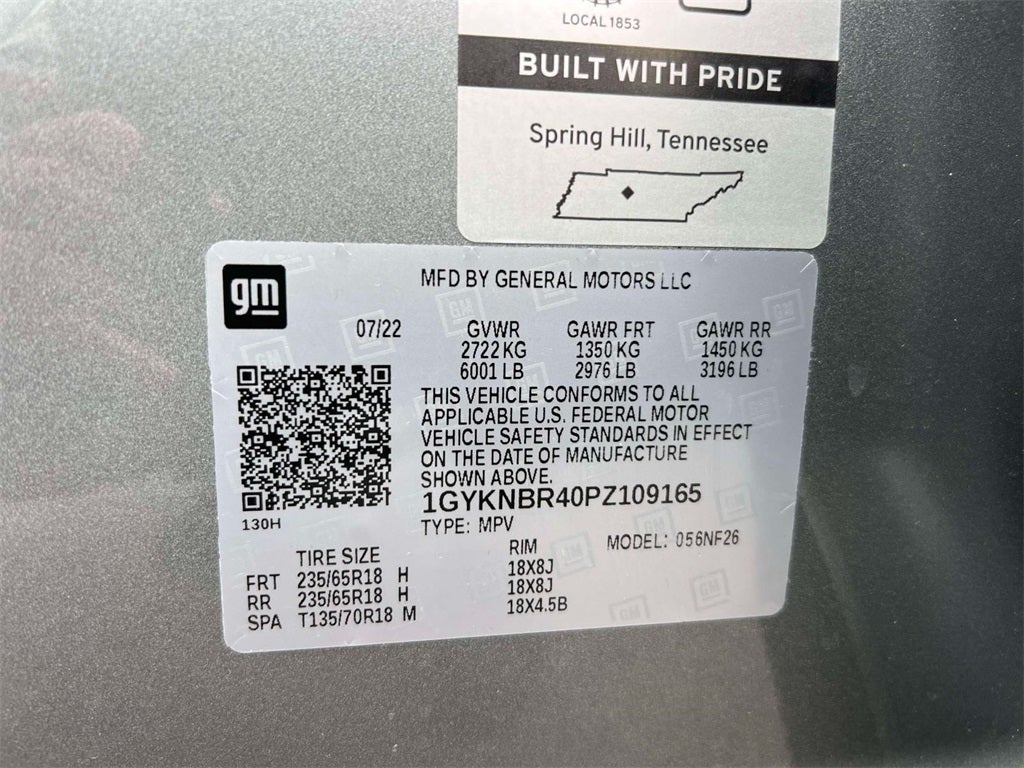 LOCAL 1853
BUILT WITH PRIDE
Spring Hill, Tennessee
gm
MFD BY GENERAL MOTORS LLC
07/22 GVWR GAWR FRT GAWR RR
2722 KG 1350 KG 1450 KG
6001 LB 2976 LB 3196 LB
THIS VEHICLE CONFORMS TO ALL
APPLICABLE U.S. FEDERAL MOTOR
VEHICLE SAFETY STANDARDS IN EFFECT
ON THE DATE OF MANUFACTURE
SHOWN ABOVE.
1GYKNBR40PZ109165
130H
TYPE: MPV MODEL: 056NF26
TIRE SIZE RIM
FRT 235/65R18 H 18X8J
RR 235/65R18 H 18X8J
SPA T135/70R18 M 18X4.5B